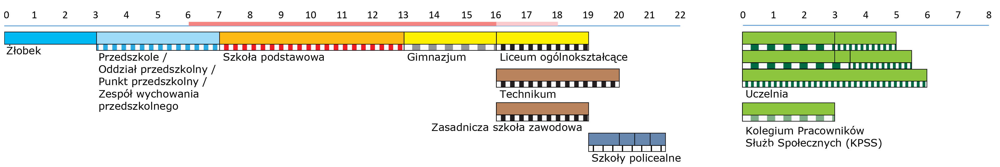 0 1 2 3 4 5 6 7 8 9 10 11 12 13 14 15 16 17 18 19 20 21 22
0 1 2 3 4 5 6 7 8
Żłobek
Przedszkole /
Oddział przedszkolny /
Punkt przedszkolny /
Zespół wychowania
przedszkolnego
Szkoła podstawowa
Gimnazjum
Liceum ogólnokształcące
Technikum
Zasadnicza szkoła zawodowa
Szkoły policealne
Uczelnia
Kolegium Pracowników
Służb Społecznych (KPSS)